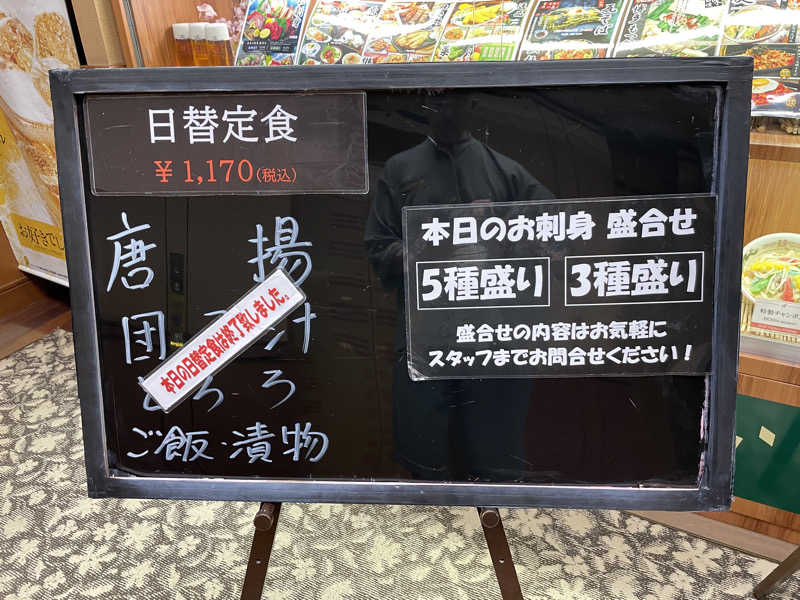 日替定食
¥1,170(税込)
唐揚
団 汁
とろろ
ご飯・漬物
本日の日替定食は終了致しました。
本日のお刺身 盛合せ
5種盛り 3種盛り
盛合せの内容はお気軽に
スタッフまでお問合せください!